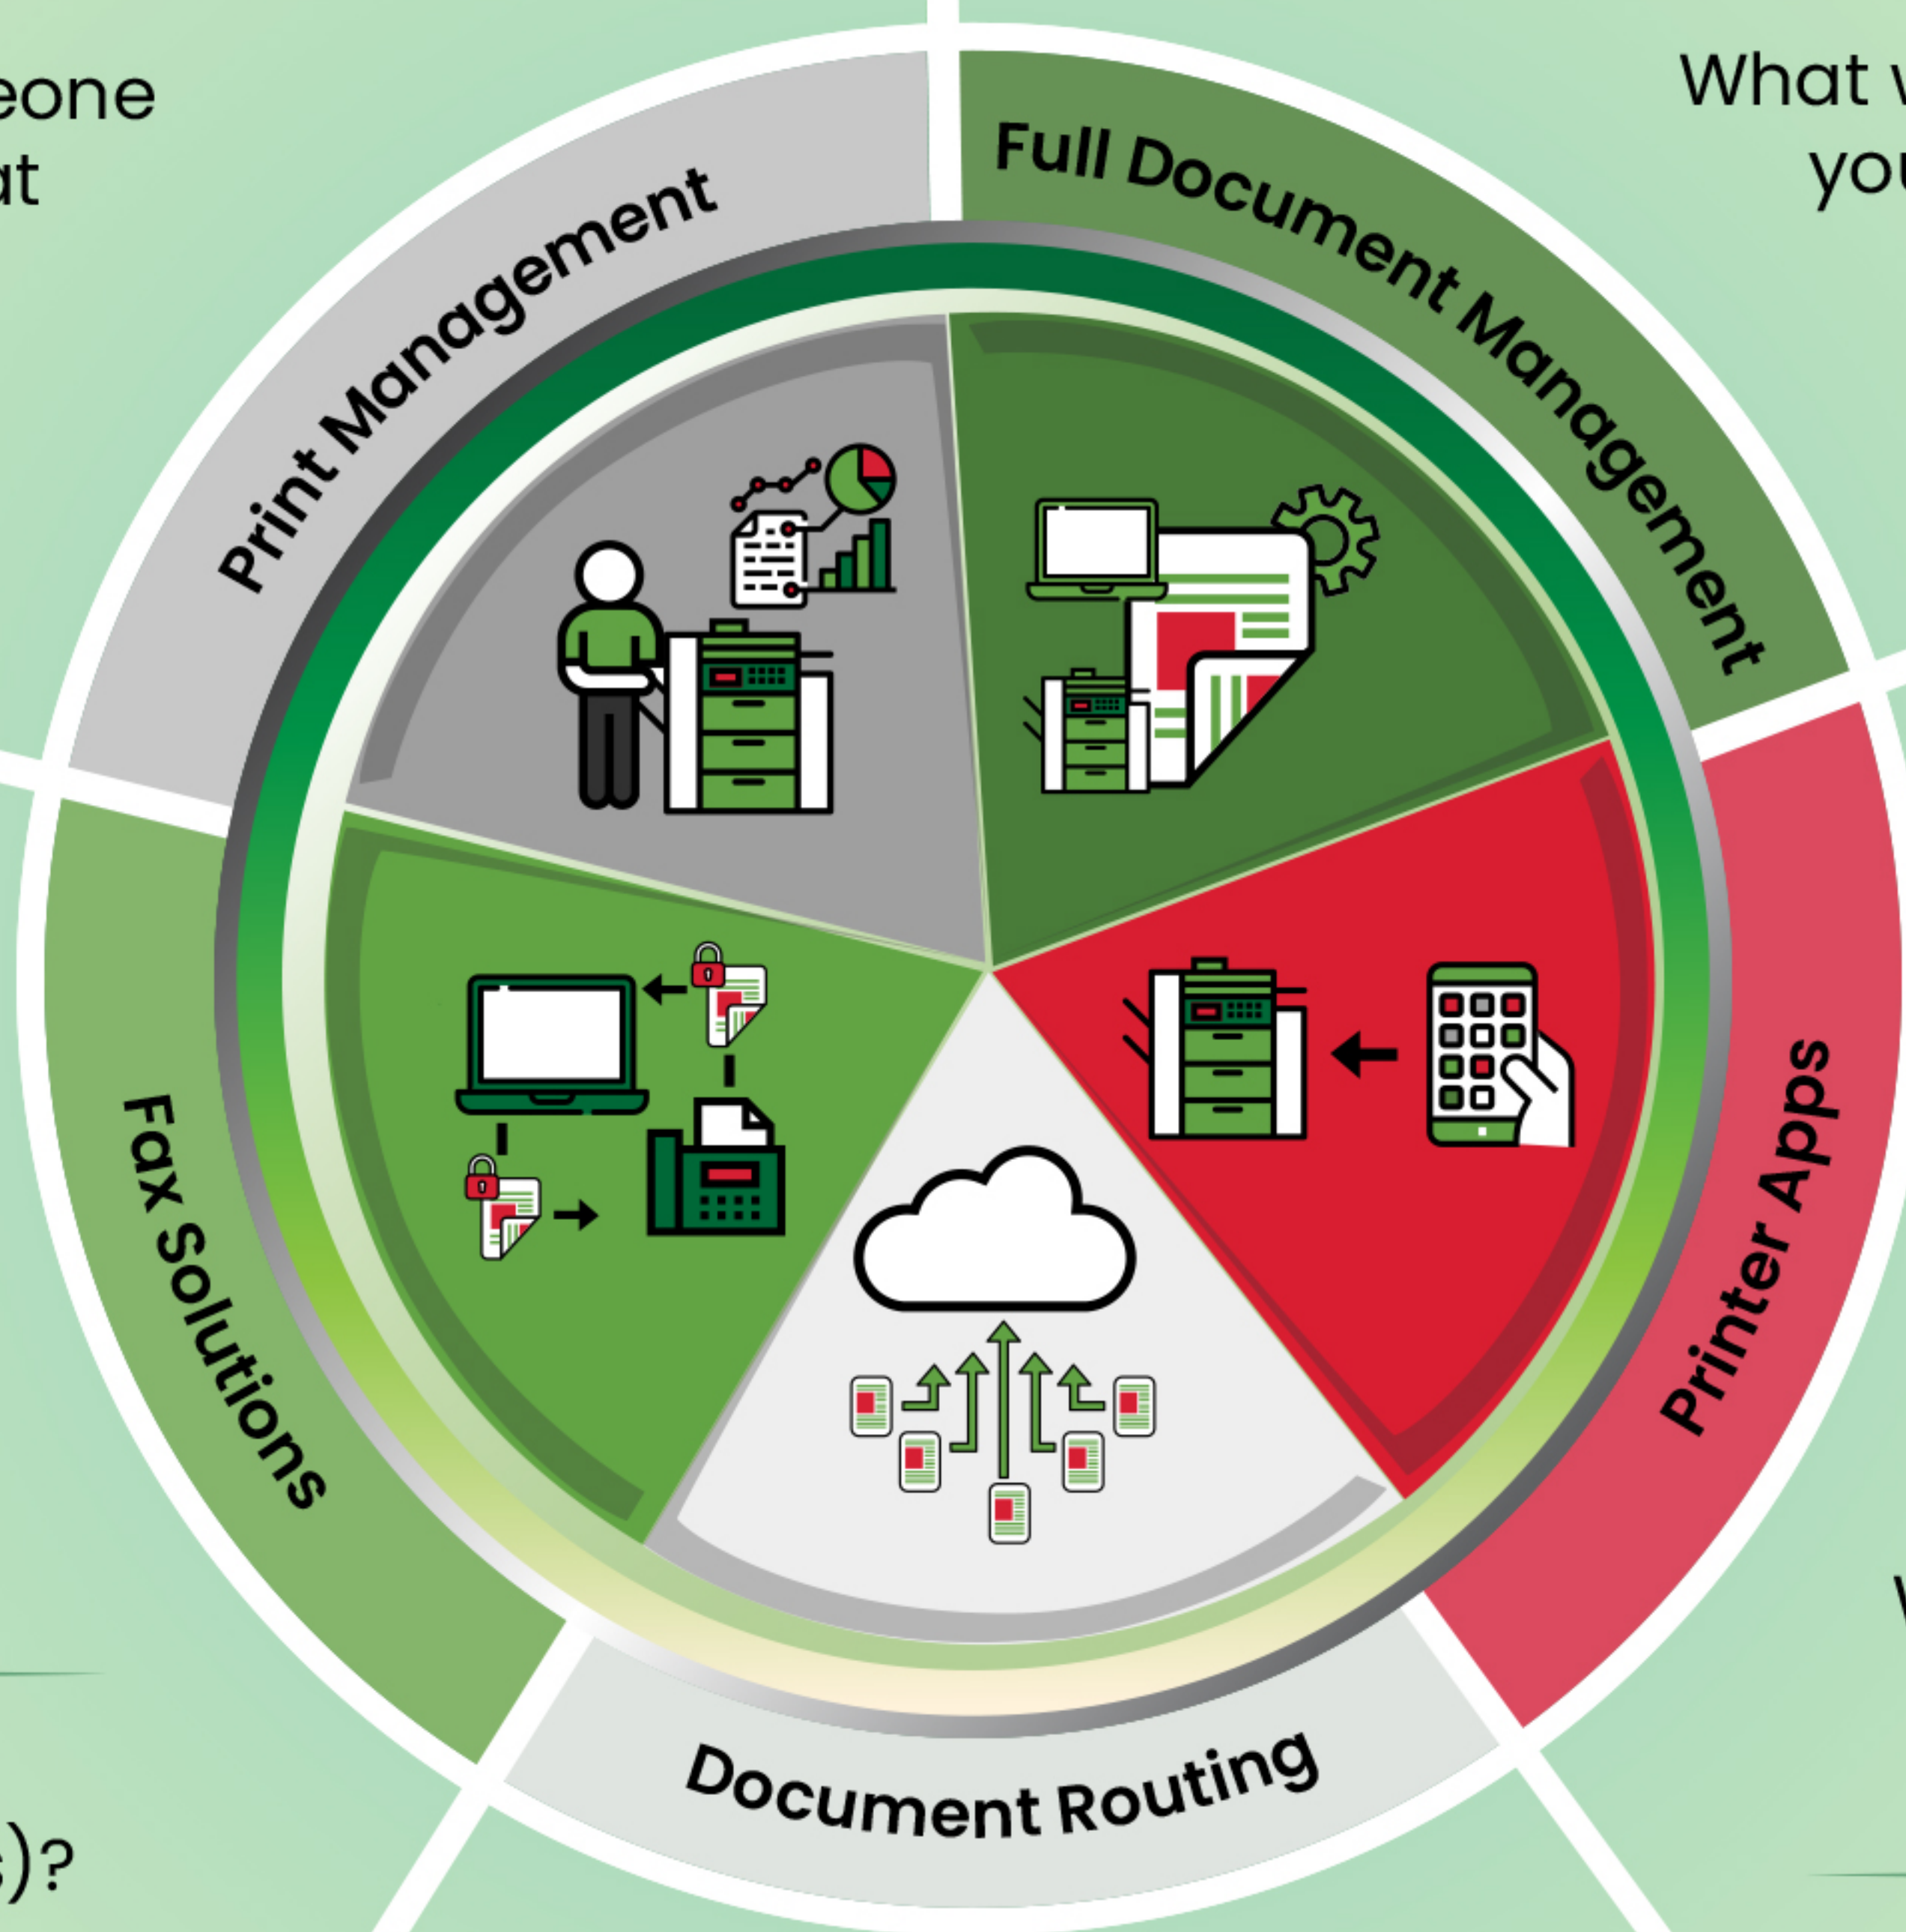 eone
at
What
you
Print Management
Full Document Management
Printer Apps
Fax Solutions
Document Routing
s)?